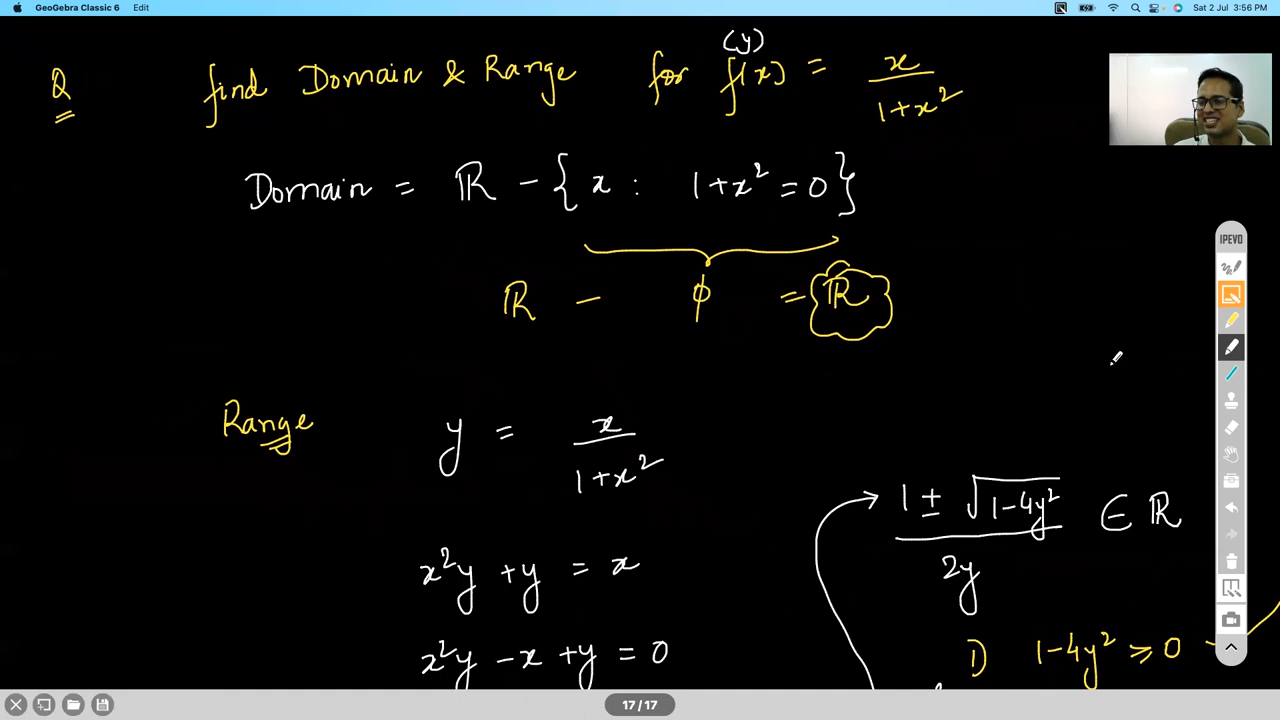 GeoGebra Classic 6 Edit Sat 2 Jul 3:56 PM
(y)
Q find Domain & Range for f(x) = x/(1+x²)
Domain = ℝ - { x : 1+x² = 0 }
ℝ - ϕ = ℝ
IPEVO
Range y = x/(1+x²)
x²y + y = x
x²y - x + y = 0
(1 ± √(1-4y²))/2y ∈ ℝ
1) 1-4y² ≥ 0
17/17